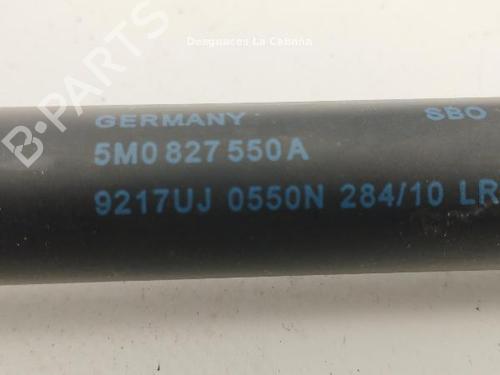 Desguaces La Cabaña
B-PARTS
GERMANY SBO
5M0 827 550 A
9217UJ 0550N 284/10 LR